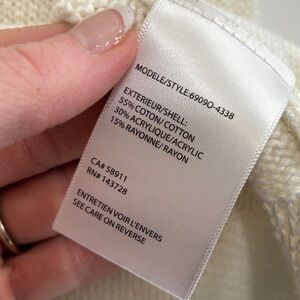 MODELE/STYLE:6909O-4338
EXTERIEUR/SHELL:
55% COTON/COTTON
30% ACRYLIQUE/ACRYLIC
15% RAYONNE/RAYON
CA# 58911
RN# 143728
ENTRETIEN VOIR L'ENVERS
SEE CARE ON REVERSE